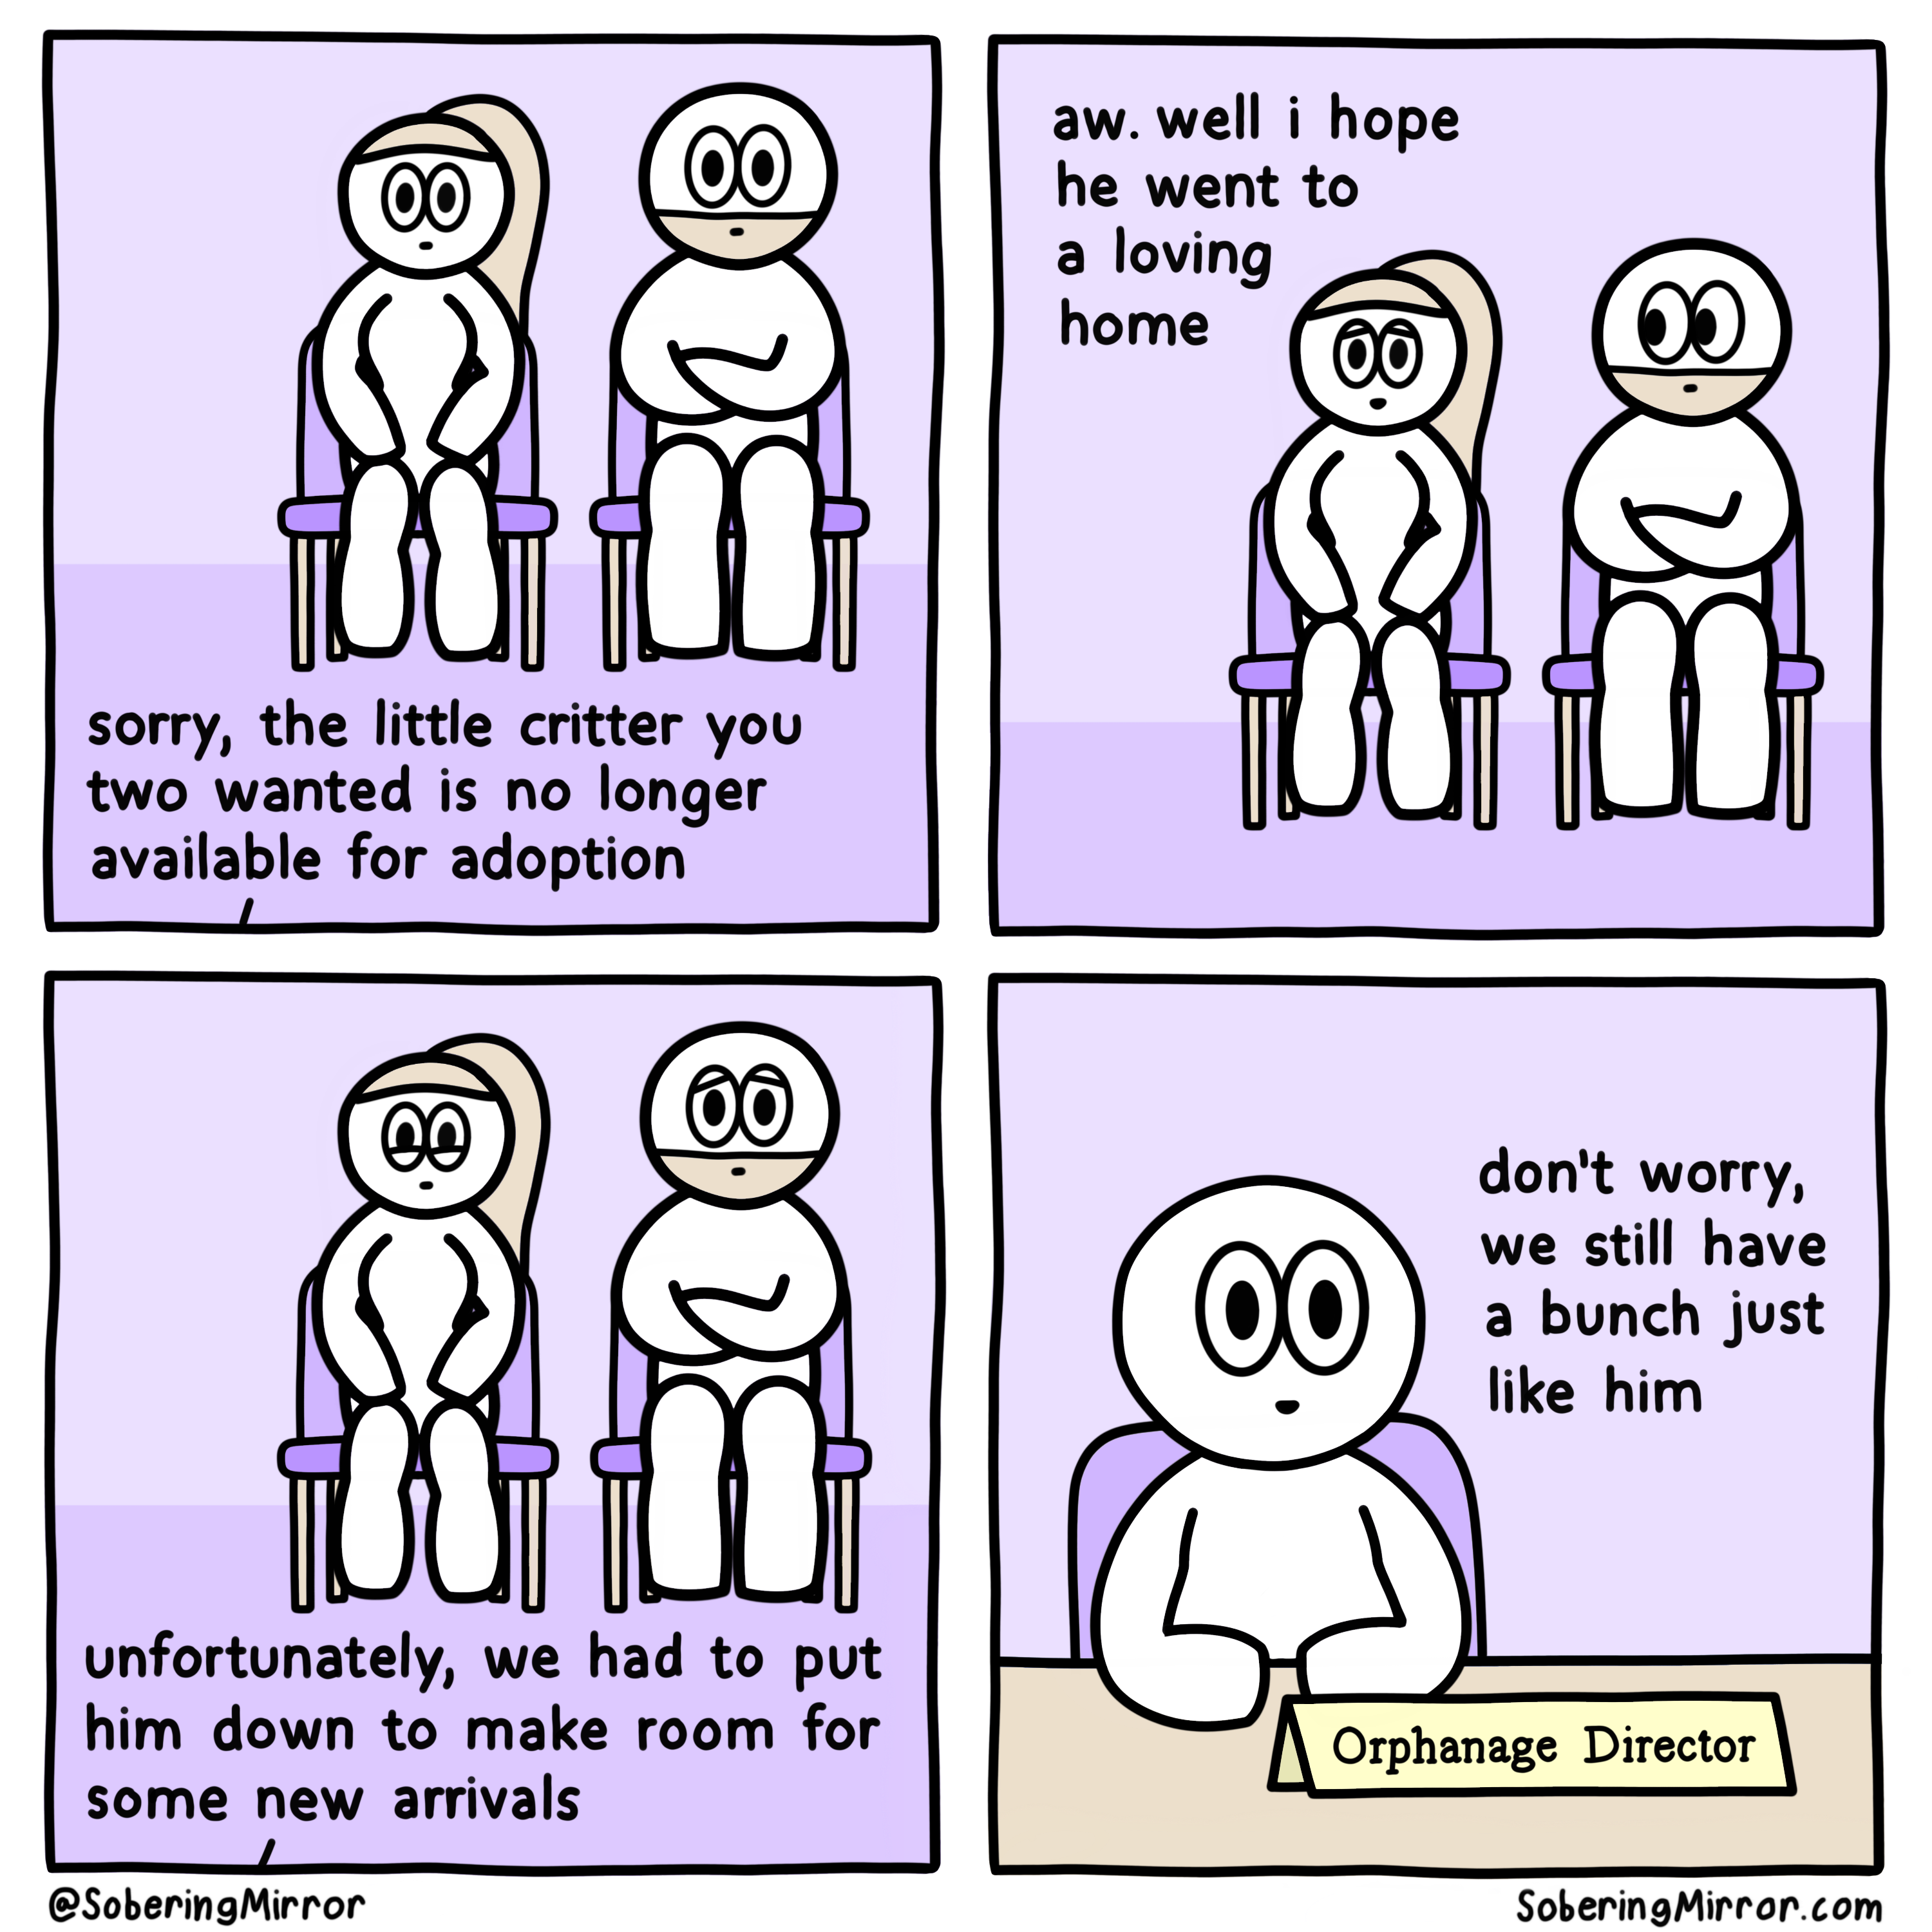 sorry, the little critter you
two wanted is no longer
available for adoption
aw. well i hope
he went to
a loving
home
unfortunately, we had to put
him down to make room for
some new arrivals
don't worry,
we still have
a bunch just
like him
Orphanage Director
@SoberingMirror
SoberingMirror.com